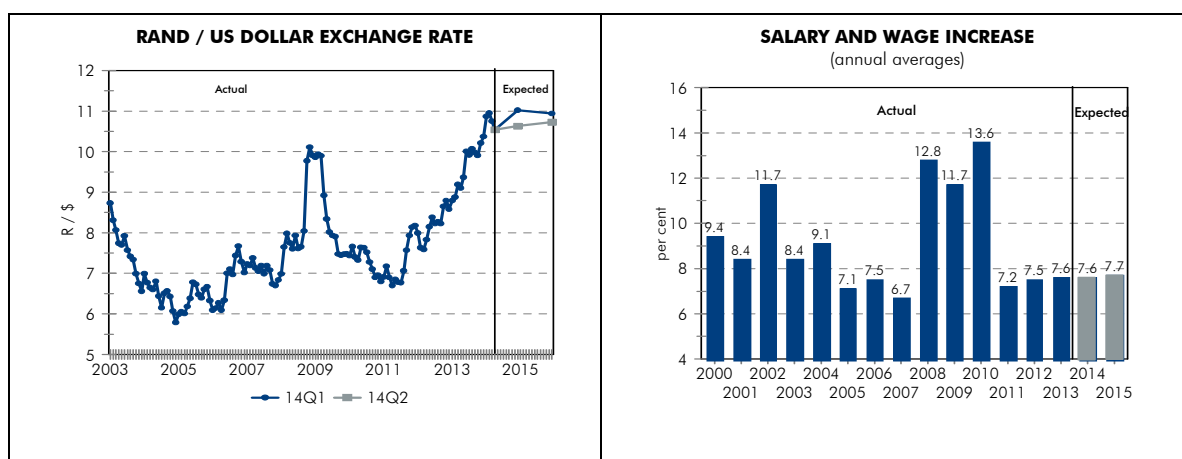 RAND / US DOLLAR EXCHANGE RATE
12
11
10
9
8
7
6
5
R / $
Actual
Expected
2003 2005 2007 2009 2011 2013 2015
14Q1 14Q2
SALARY AND WAGE INCREASE
(annual averages)
16
14
12
10
8
6
4
per cent
Actual
Expected
9.4
8.4
11.7
8.4
9.1
7.1
7.5
6.7
12.8
11.7
13.6
7.2
7.5
7.6
7.6
7.7
2000 2002 2004 2006 2008 2010 2012 2014
2001 2003 2005 2007 2009 2011 2013 2015